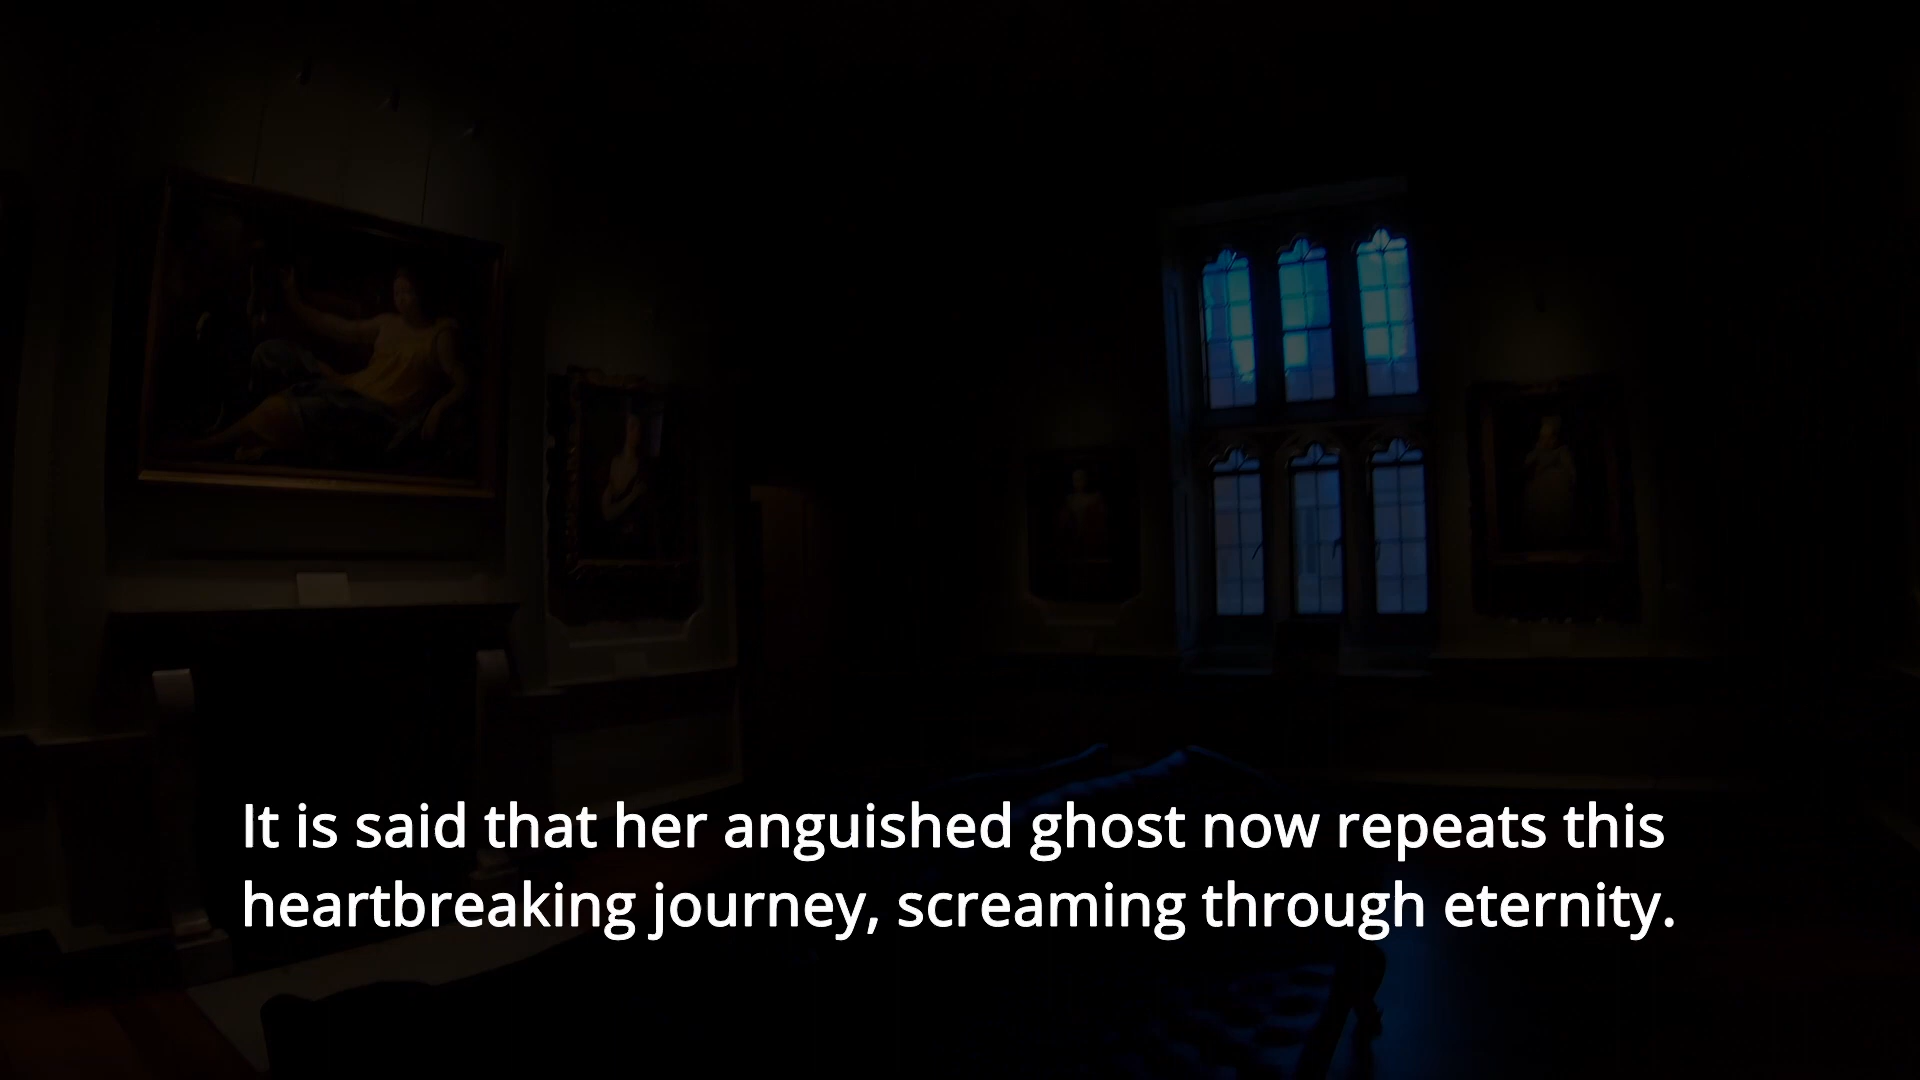 It is said that her anguished ghost now repeats this
heartbreaking journey, screaming through eternity.